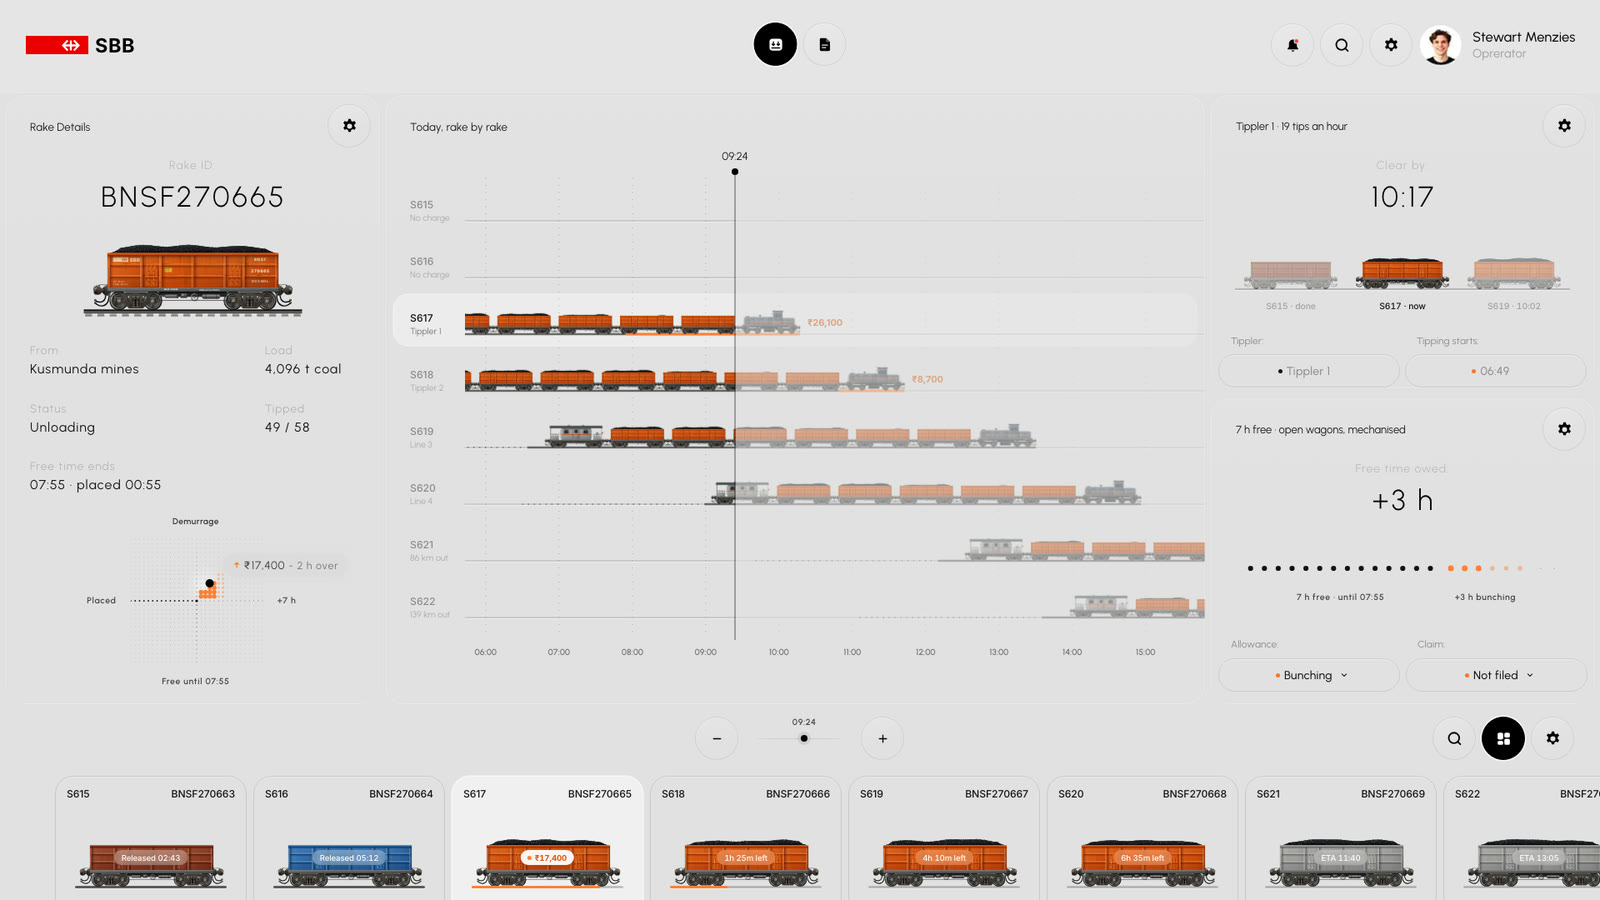 SBB
Stewart Menzies
Oprerator
Rake Details
Rake ID:
BNSF270665
SBB
BNSF
270665
From
Kusmunda mines
Load
4,096 t coal
Status
Unloading
Tipped
49 / 58
Free time ends
07:55 · placed 00:55
Demurrage
↑ ₹17,400 - 2 h over
Placed
+7 h
Free until 07:55
Today, rake by rake
09:24
S615
No charge
S616
No charge
S617
Tippler 1
₹26,100
S618
Tippler 2
₹8,700
S619
Line 3
S620
Line 4
S621
86 km out
S622
139 km out
06:00 07:00 08:00 09:00 10:00 11:00 12:00 13:00 14:00 15:00
Tippler 1 · 19 tips an hour
Clear by:
10:17
S615 · done
S617 · now
S619 · 10:02
Tippler:
Tipping starts:
• Tippler 1
• 06:49
7 h free · open wagons, mechanised
Free time owed:
+3 h
7 h free · until 07:55
+3 h bunching
Allowance:
Claim:
• Bunching
• Not filed
− 09:24 +
S615 BNSF270663
Released 02:43
S616 BNSF270664
Released 05:12
S617 BNSF270665
• ₹17,400
S618 BNSF270666
1h 25m left
S619 BNSF270667
4h 10m left
S620 BNSF270668
6h 35m left
S621 BNSF270669
ETA 11:40
S622 BNSF270
ETA 13:05